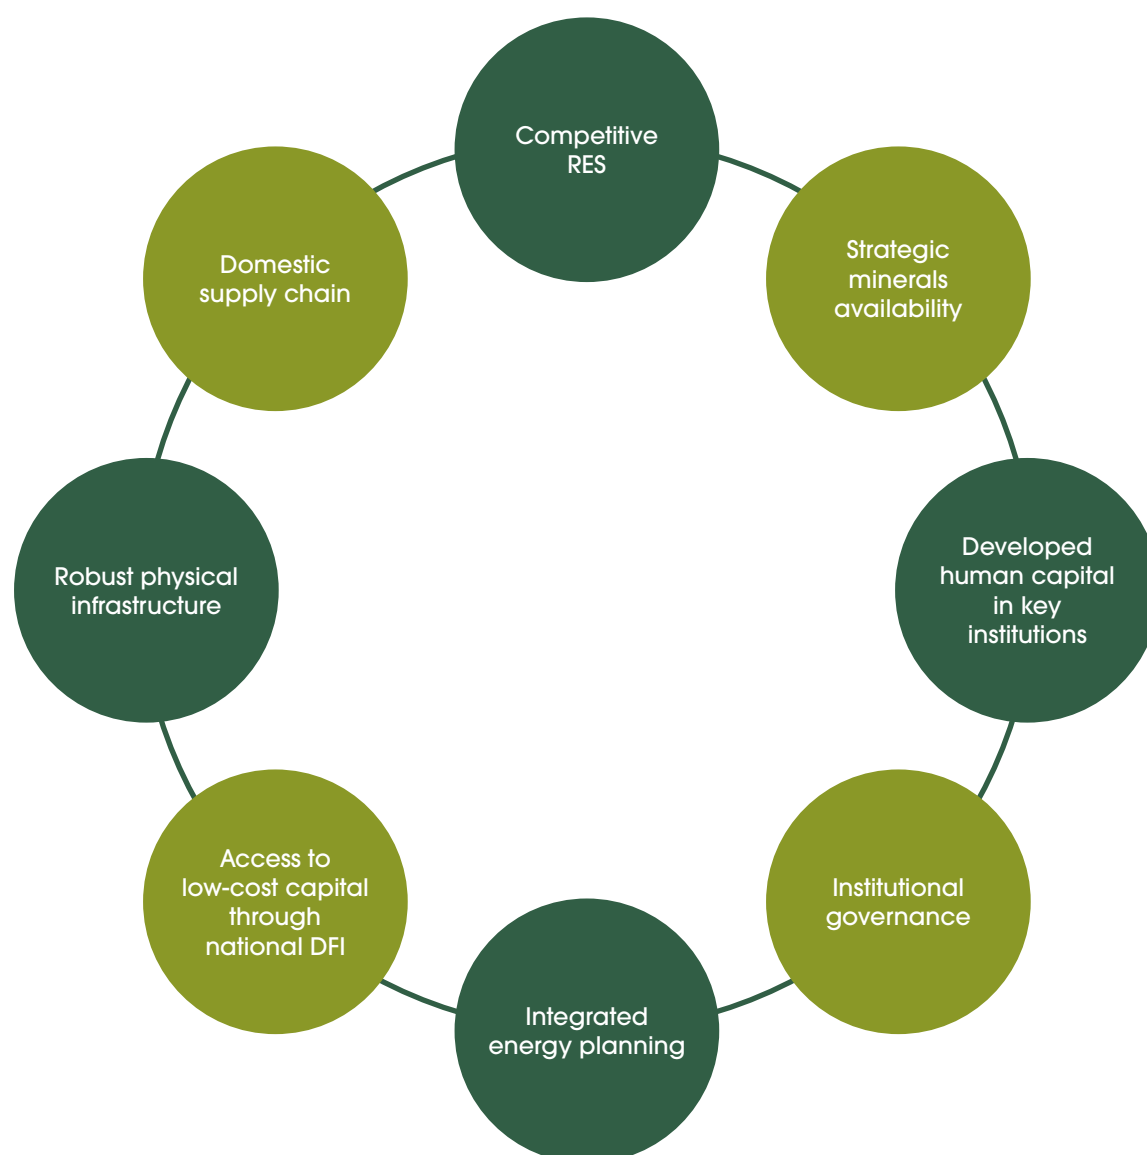 Competitive
RES
Strategic
minerals
availability
Developed
human capital
in key
institutions
Institutional
governance
Integrated
energy planning
Access to
low-cost capital
through
national DFI
Robust physical
infrastructure
Domestic
supply chain